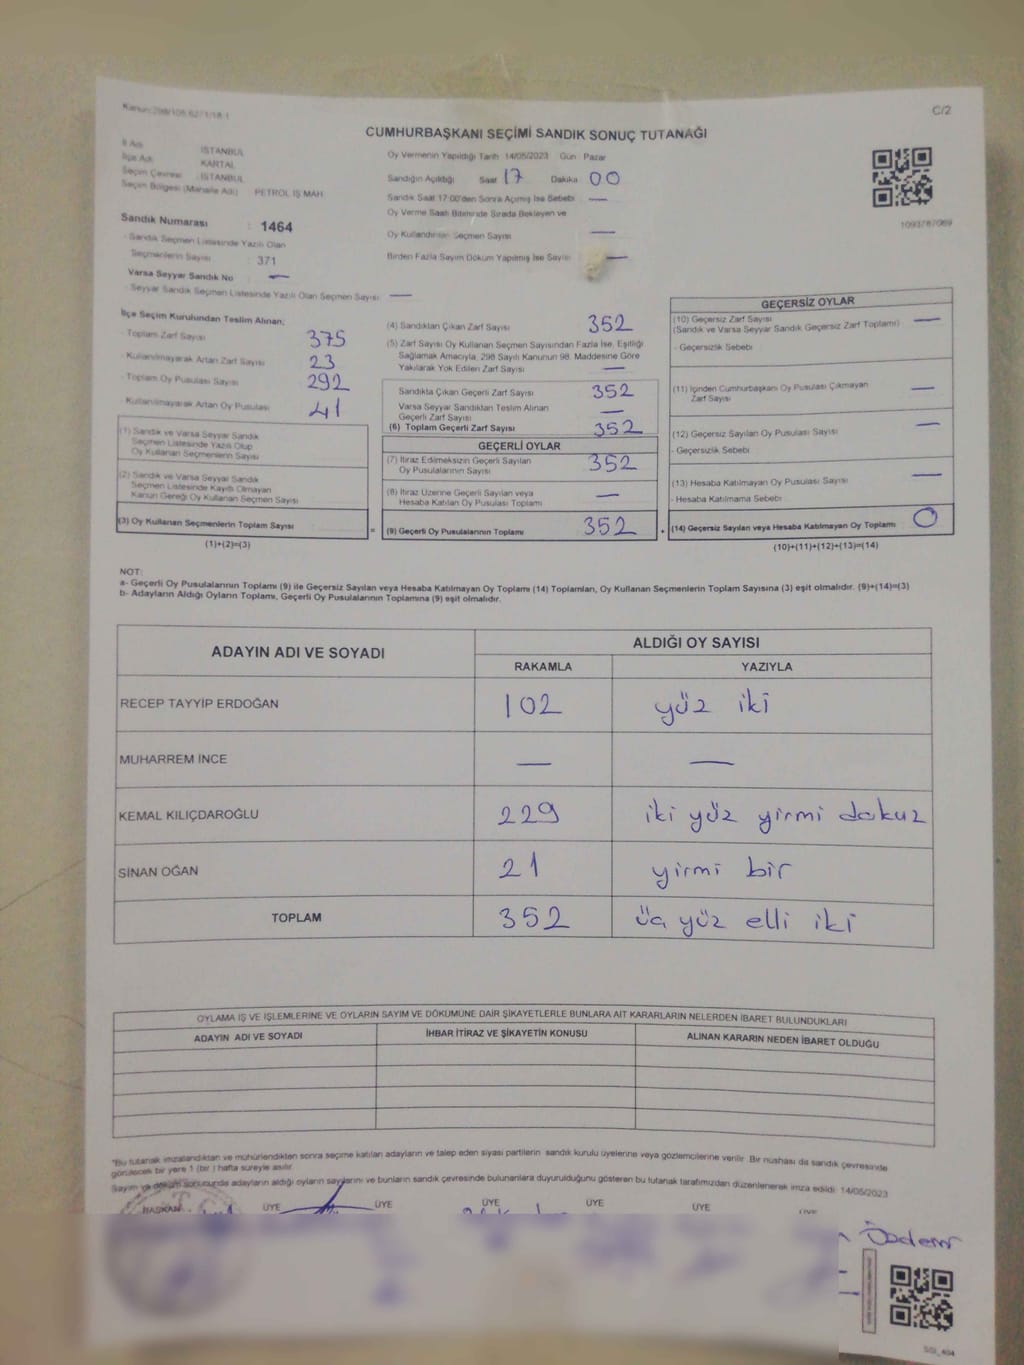 Kanun:298/105 62/1/18-1
C/2
CUMHURBAŞKANI SEÇİMİ SANDIK SONUÇ TUTANAĞI
İl Adı İSTANBUL
İlçe Adı KARTAL
Seçim Çevresi İSTANBUL
Seçim Bölgesi (Mahalle Adı) PETROL İŞ MAH
Sandık Numarası : 1464
- Sandık Seçmen Listesinde Yazılı Olan
Seçmenlerin Sayısı : 371
Varsa Seyyar Sandık No —
- Seyyar Sandık Seçmen Listesinde Yazılı Olan Seçmen Sayısı —
Oy Vermenin Yapıldığı Tarih 14/05/2023 Gün Pazar
Sandığın Açıldığı Saat 17 Dakika 00
Sandık Saat 17:00'den Sonra Açılmış İse Sebebi —
Oy Verme Saati Bitiminde Sırada Bekleyen ve
Oy Kullandırılan Seçmen Sayısı —
Birden Fazla Sayım Döküm Yapılmış İse Sayısı —
1093787069
İlçe Seçim Kurulundan Teslim Alınan;
- Toplam Zarf Sayısı 375
- Kullanılmayarak Artan Zarf Sayısı 23
- Toplam Oy Pusulası Sayısı 292
- Kullanılmayarak Artan Oy Pusulası 41
(1) Sandık ve Varsa Seyyar Sandık
Seçmen Listesinde Yazılı Olup
Oy Kullanan Seçmenlerin Sayısı
(2) Sandık ve Varsa Seyyar Sandık
Seçmen Listesinde Kayıtlı Olmayan
Kanun Gereği Oy Kullanan Seçmen Sayısı
(3) Oy Kullanan Seçmenlerin Toplam Sayısı
(1)+(2)=(3)
=
(4) Sandıktan Çıkan Zarf Sayısı 352
(5) Zarf Sayısı Oy Kullanan Seçmen Sayısından Fazla İse, Eşitliği
Sağlamak Amacıyla, 298 Sayılı Kanunun 98. Maddesine Göre
Yakılarak Yok Edilen Zarf Sayısı —
Sandıkta Çıkan Geçerli Zarf Sayısı 352
Varsa Seyyar Sandıktan Teslim Alınan
Geçerli Zarf Sayısı —
(6) Toplam Geçerli Zarf Sayısı 352
GEÇERLİ OYLAR
(7) İtiraz Edilmeksizin Geçerli Sayılan
Oy Pusulalarının Sayısı 352
(8) İtiraz Üzerine Geçerli Sayılan veya
Hesaba Katılan Oy Pusulası Toplamı —
(9) Geçerli Oy Pusulalarının Toplamı 352
+
GEÇERSİZ OYLAR
(10) Geçersiz Zarf Sayısı —
(Sandık ve Varsa Seyyar Sandık Geçersiz Zarf Toplamı)
- Geçersizlik Sebebi
(11) İçinden Cumhurbaşkanı Oy Pusulası Çıkmayan
Zarf Sayısı —
(12) Geçersiz Sayılan Oy Pusulası Sayısı —
- Geçersizlik Sebebi
(13) Hesaba Katılmayan Oy Pusulası Sayısı —
- Hesaba Katılmama Sebebi
(14) Geçersiz Sayılan veya Hesaba Katılmayan Oy Toplamı 0
(10)+(11)+(12)+(13)=(14)
NOT:
a- Geçerli Oy Pusulalarının Toplamı (9) ile Geçersiz Sayılan veya Hesaba Katılmayan Oy Toplamı (14) Toplamları, Oy Kullanan Seçmenlerin Toplam Sayısına (3) eşit olmalıdır. (9)+(14)=(3)
b- Adayların Aldığı Oyların Toplamı, Geçerli Oy Pusulalarının Toplamına (9) eşit olmalıdır.
ADAYIN ADI VE SOYADI
ALDIĞI OY SAYISI
RAKAMLA YAZIYLA
RECEP TAYYİP ERDOĞAN 102 yüz iki
MUHARREM İNCE — —
KEMAL KILIÇDAROĞLU 229 iki yüz yirmi dokuz
SİNAN OĞAN 21 yirmi bir
TOPLAM 352 üç yüz elli iki
OYLAMA İŞ VE İŞLEMLERİNE VE OYLARIN SAYIM VE DÖKÜMÜNE DAİR ŞİKAYETLERLE BUNLARA AİT KARARLARIN NELERDEN İBARET BULUNDUKLARI
ADAYIN ADI VE SOYADI İHBAR İTİRAZ VE ŞİKAYETİN KONUSU ALINAN KARARIN NEDEN İBARET OLDUĞU
"Bu tutanak imzalandıktan ve mühürlendikten sonra seçime katılan adayların ve talep eden siyasi partilerin sandık kurulu üyelerine veya gözlemcilerine verilir. Bir nüshası da sandık çevresinde
görülecek bir yere 1 (bir) hafta süreyle asılır.
Sayım ve döküm sonucunda adayların aldığı oyların sayılarını ve bunların sandık çevresinde bulunanlara duyurulduğunu gösteren bu tutanak tarafımızdan düzenlenerek imza edildi. 14/05/2023
BAŞKAN ÜYE ÜYE ÜYE ÜYE ÜYE ÜYE